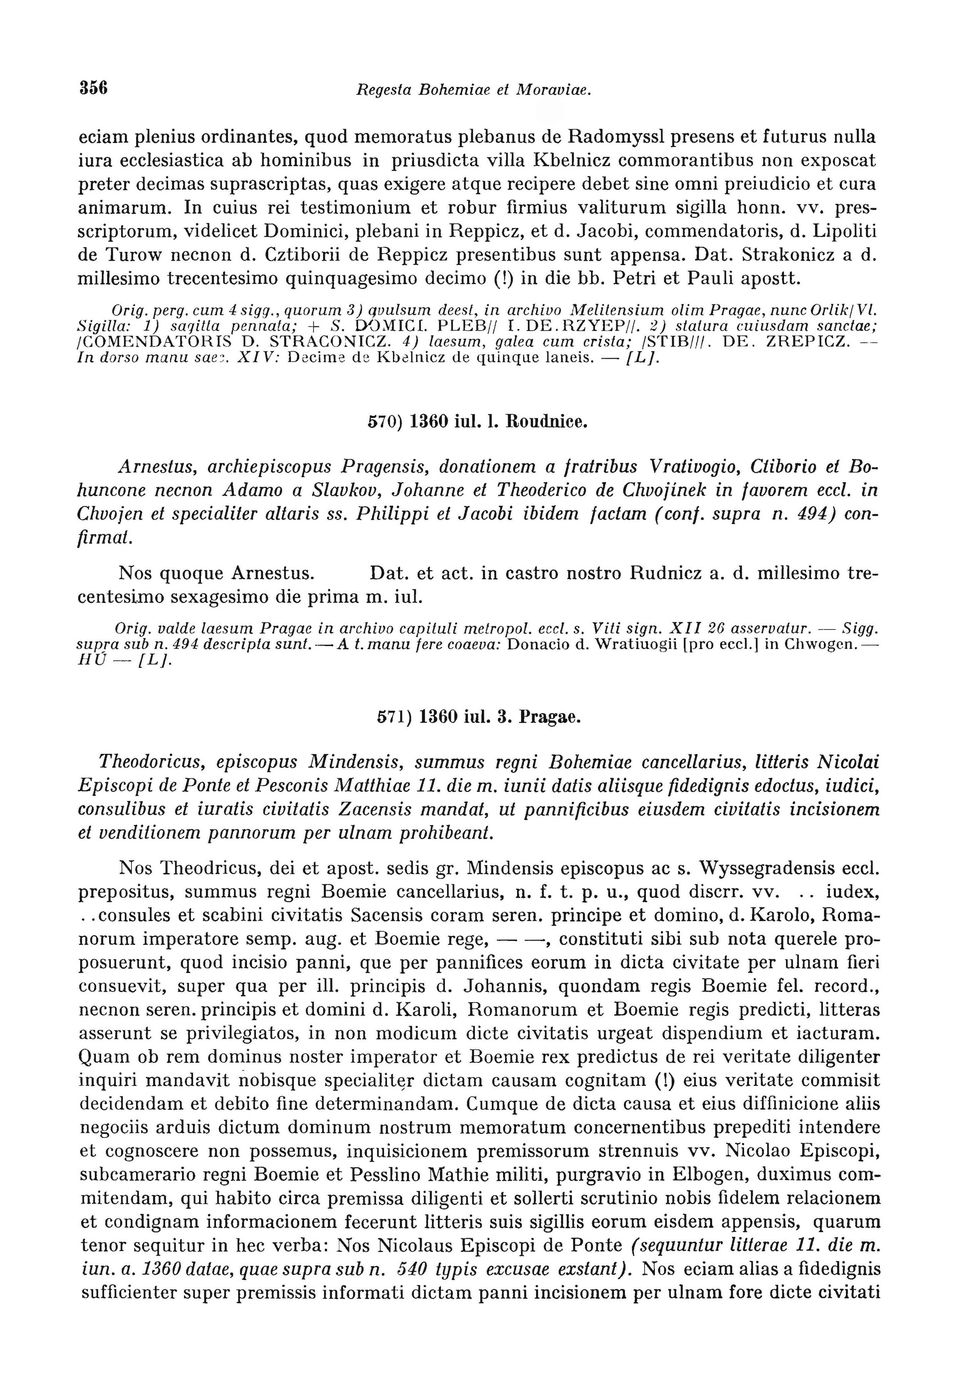 356 Regesta Bohemiae et Moraviae.
eciam plenius ordinantes, quod memoratus plebanus de Radomyssl presens et futurus nulla
iura ecclesiastica ab hominibus in priusdicta villa Kbelnicz commorantibus non exposcat
preter decimas suprascriptas, quas exigere atque recipere debet sine omni preiudicio et cura
animarum. In cuius rei testimonium et robur firmius valiturum sigilla honn. vv. pres-
scriptorum, videlicet Dominici, plebani in Reppicz, et d. Jacobi, commendatoris, d. Lipoliti
de Turow necnon d. Cztiborii de Reppicz presentibus sunt appensa. Dat. Strakonicz a d.
millesimo trecentesimo quinquagesimo decimo (!) in die bb. Petri et Pauli apostt.
Orig. perg. cum 4 sigg., quorum 3) avulsum deest, in archivo Melitensium olim Pragae, nunc Orlik/VI.
Sigilla: 1) sagitta pennata; + S. DOMICI. PLEB// I. DE. RZYEP//. 2) statura cuiusdam sanctae;
/COMENDATORIS D. STRACONICZ. 4) laesum, galea cum crista; /STIB///. DE. ZREPICZ. —
In dorso manu saec. XIV: Decime de Kbelnicz de quinque laneis. — [L].
570) 1360 iul. 1. Roudnice.
Arnestus, archiepiscopus Pragensis, donationem a fratribus Vrativogio, Ctiborio et Bo-
huncone necnon Adamo a Slavkov, Johanne et Theoderico de Chvojínek in favorem eccl. in
Chvojen et specialiter altaris ss. Philippi et Jacobi ibidem factam (conf. supra n. 494) con-
firmat.
Nos quoque Arnestus. Dat. et act. in castro nostro Rudnicz a. d. millesimo tre-
centesimo sexagesimo die prima m. iul.
Orig. valde laesum Pragae in archivo capituli metropol. eccl. s. Viti sign. XII 26 asservatur. — Sigg.
supra sub n. 494 descripta sunt. — A t. manu fere coaeva: Donacio d. Wratiuogii [pro eccl.] in Chwogen. —
HÚ — [L].
571) 1360 iul. 3. Pragae.
Theodoricus, episcopus Mindensis, summus regni Bohemiae cancellarius, litteris Nicolai
Episcopi de Ponte et Pesconis Matthiae 11. die m. iunii datis aliisque fidedignis edoctus, iudici,
consulibus et iuratis civitatis Zacensis mandat, ut pannificibus eiusdem civitatis incisionem
et venditionem pannorum per ulnam prohibeant.
Nos Theodricus, dei et apost. sedis gr. Mindensis episcopus ac s. Wyssegradensis eccl.
prepositus, summus regni Boemie cancellarius, n. f. t. p. u., quod discrr. vv. . . iudex,
. . consules et scabini civitatis Sacensis coram seren. principe et domino, d. Karolo, Roma-
norum imperatore semp. aug. et Boemie rege, — —, constituti sibi sub nota querele pro-
posuerunt, quod incisio panni, que per pannifices eorum in dicta civitate per ulnam fieri
consuevit, super qua per ill. principis d. Johannis, quondam regis Boemie fel. record.,
necnon seren. principis et domini d. Karoli, Romanorum et Boemie regis predicti, litteras
asserunt se privilegiatos, in non modicum dicte civitatis urgeat dispendium et iacturam.
Quam ob rem dominus noster imperator et Boemie rex predictus de rei veritate diligenter
inquiri mandavit nobisque specialiter dictam causam cognitam (!) eius veritate commisit
decidendam et debito fine determinandam. Cumque de dicta causa et eius diffinicione aliis
negociis arduis dictum dominum nostrum memoratum concernentibus prepediti intendere
et cognoscere non possemus, inquisicionem premissorum strennuis vv. Nicolao Episcopi,
subcamerario regni Boemie et Pesslino Mathie militi, purgravio in Elbogen, duximus com-
mitendam, qui habito circa premissa diligenti et sollerti scrutinio nobis fidelem relacionem
et condignam informacionem fecerunt litteris suis sigillis eorum eisdem appensis, quarum
tenor sequitur in hec verba: Nos Nicolaus Episcopi de Ponte (sequuntur litterae 11. die m.
iun. a. 1360 datae, quae supra sub n. 540 typis excusae exstant). Nos eciam alias a fidedignis
sufficienter super premissis informati dictam panni incisionem per ulnam fore dicte civitati